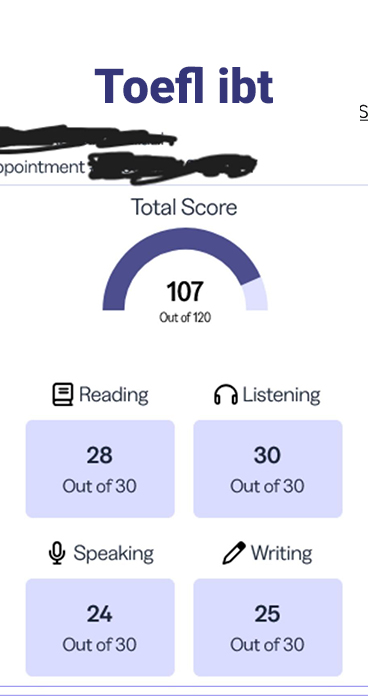 Toefl ibt
ppointment
Total Score
107
Out of 120
Reading
Listening
28
Out of 30
30
Out of 30
Speaking
Writing
24
Out of 30
25
Out of 30